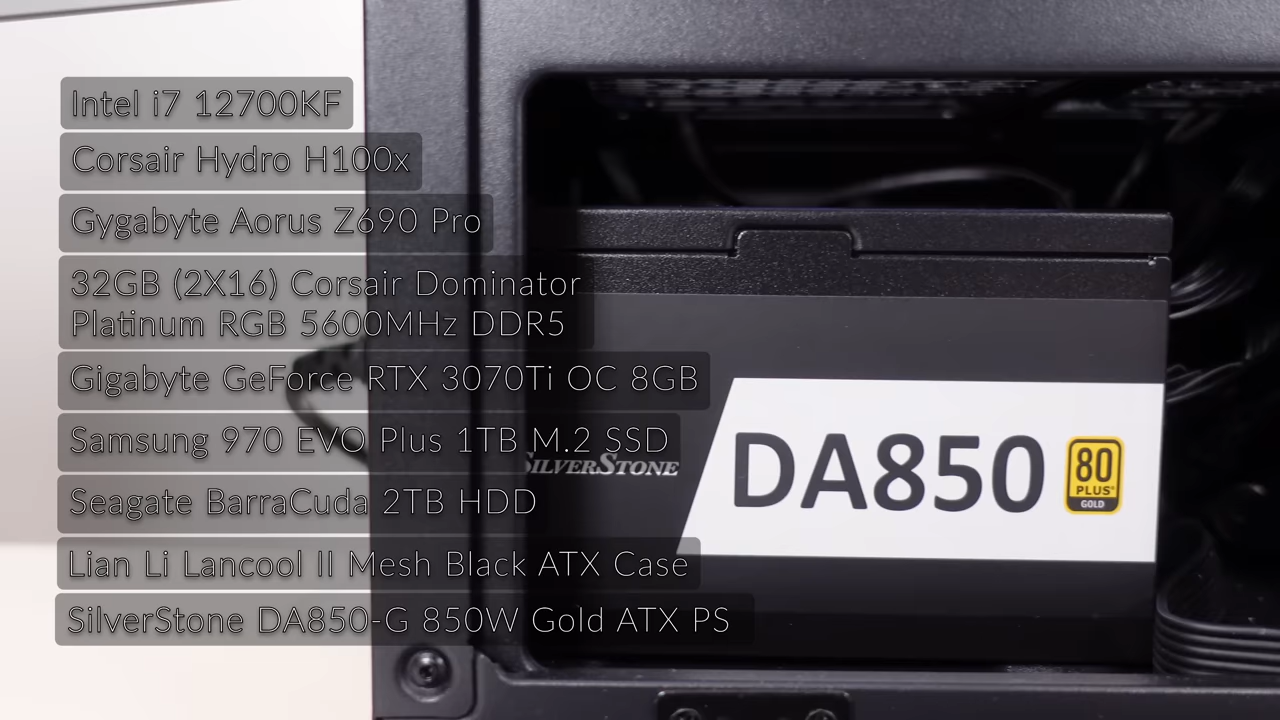 Intel i7 12700KF
Corsair Hydro H100x
Gygabyte Aorus Z690 Pro
32GB (2X16) Corsair Dominator
Platinum RGB 5600MHz DDR5
Gigabyte GeForce RTX 3070Ti OC 8GB
Samsung 970 EVO Plus 1TB M.2 SSD
Seagate BarraCuda 2TB HDD
Lian Li Lancool II Mesh Black ATX Case
SilverStone DA850-G 850W Gold ATX PS
SILVERSTONE
DA850
80
PLUS
GOLD